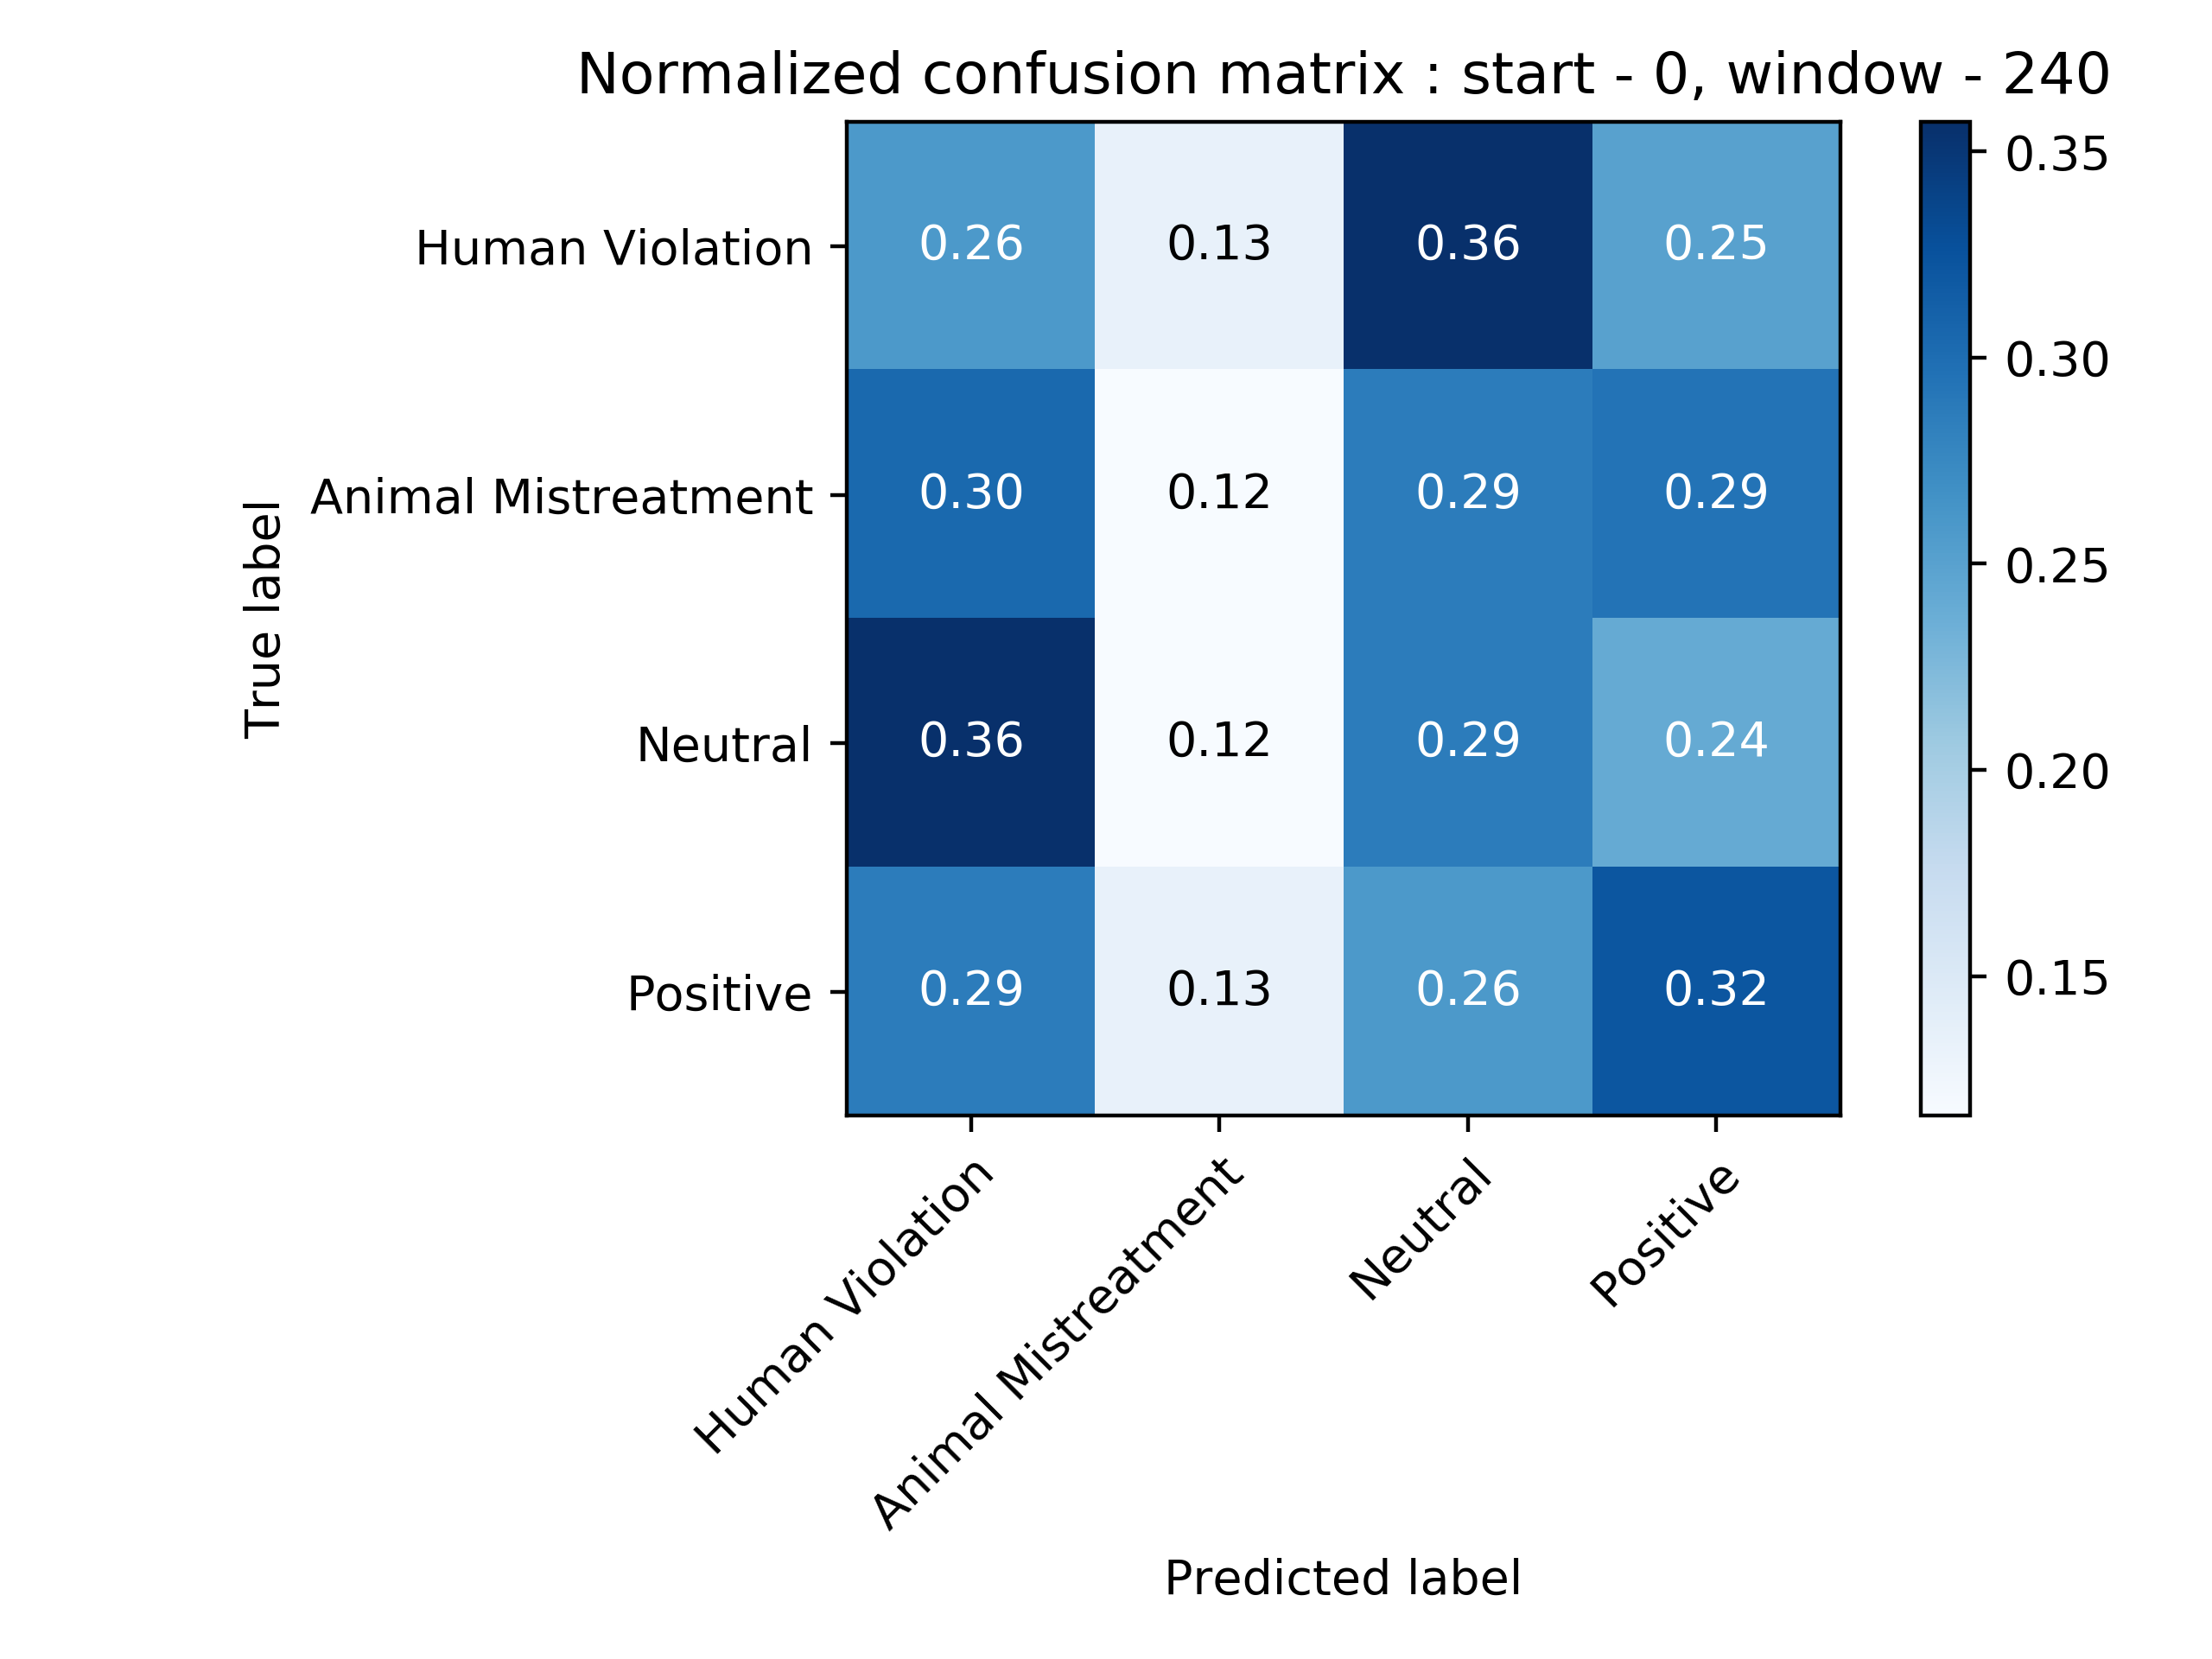 Normalized confusion matrix : start - 0, window - 240
True label
Human Violation
0.26 0.13 0.36 0.25
Animal Mistreatment
0.30 0.12 0.29 0.29
Neutral
0.36 0.12 0.29 0.24
Positive
0.29 0.13 0.26 0.32
Human Violation
Animal Mistreatment
Neutral
Positive
Predicted label
0.35
0.30
0.25
0.20
0.15